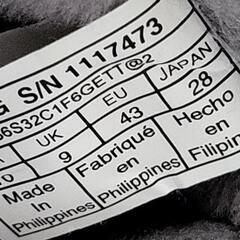 S/N 1117473
6S32C1F6GETT@2
UK EU JAPAN
9 43 28
Made in Philippines
Fabriqué en Philippines
Hecho en